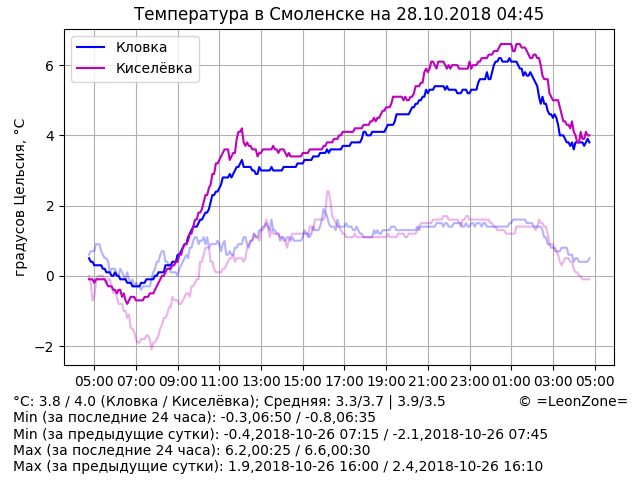 Температура в Смоленске на 28.10.2018 04:45
Кловка
Киселёвка
градусов Цельсия, °C
6
4
2
0
−2
05:00 07:00 09:00 11:00 13:00 15:00 17:00 19:00 21:00 23:00 01:00 03:00 05:00
°C: 3.8 / 4.0 (Кловка / Киселёвка); Средняя: 3.3/3.7 | 3.9/3.5 © =LeonZone=
Min (за последние 24 часа): -0.3,06:50 / -0.8,06:35
Min (за предыдущие сутки): -0.4,2018-10-26 07:15 / -2.1,2018-10-26 07:45
Max (за последние 24 часа): 6.2,00:25 / 6.6,00:30
Max (за предыдущие сутки): 1.9,2018-10-26 16:00 / 2.4,2018-10-26 16:10